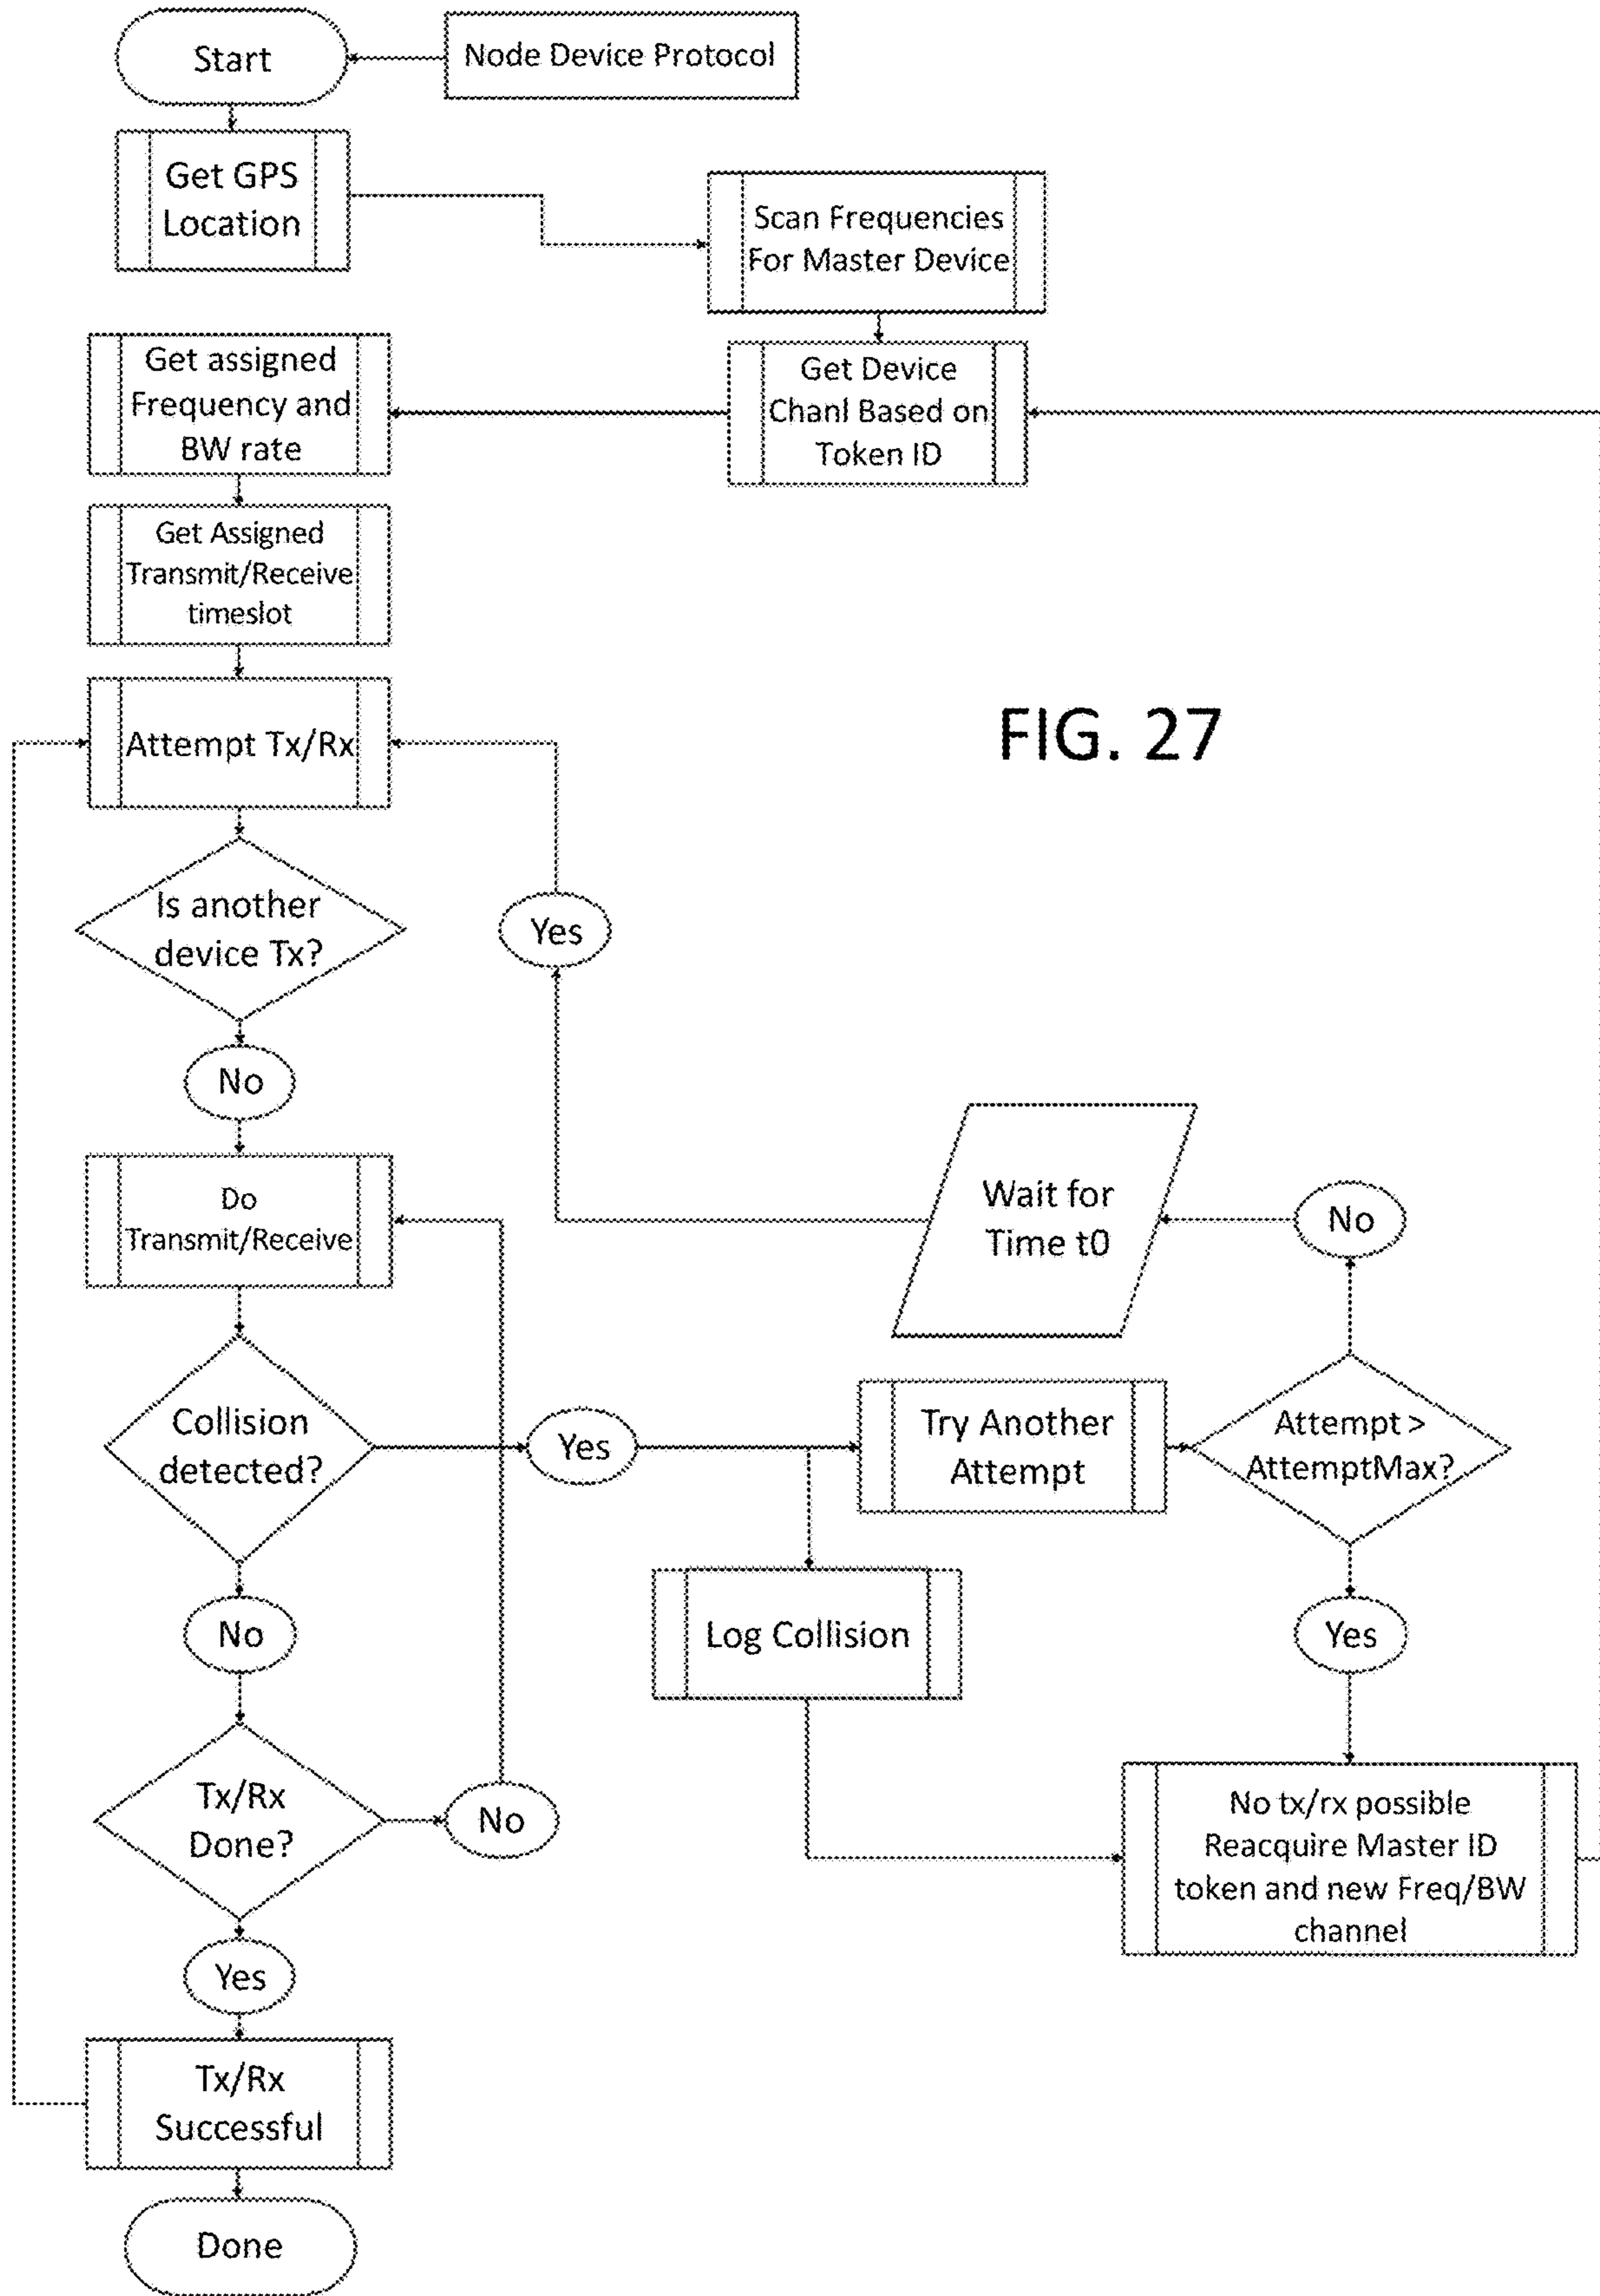 Start
Node Device Protocol
Get GPS
Location
Scan Frequencies
For Master Device
Get Device
Chanl Based on
Token ID
Get assigned
Frequency and
BW rate
Get Assigned
Transmit/Receive
timeslot
Attempt Tx/Rx
FIG. 27
Is another
device Tx?
Yes
No
Do
Transmit/Receive
Wait for
Time t0
No
Collision
detected?
Yes
Try Another
Attempt
Attempt >
AttemptMax?
No
Log Collision
Yes
Tx/Rx
Done?
No
No tx/rx possible
Reacquire Master ID
token and new Freq/BW
channel
Yes
Tx/Rx
Successful
Done